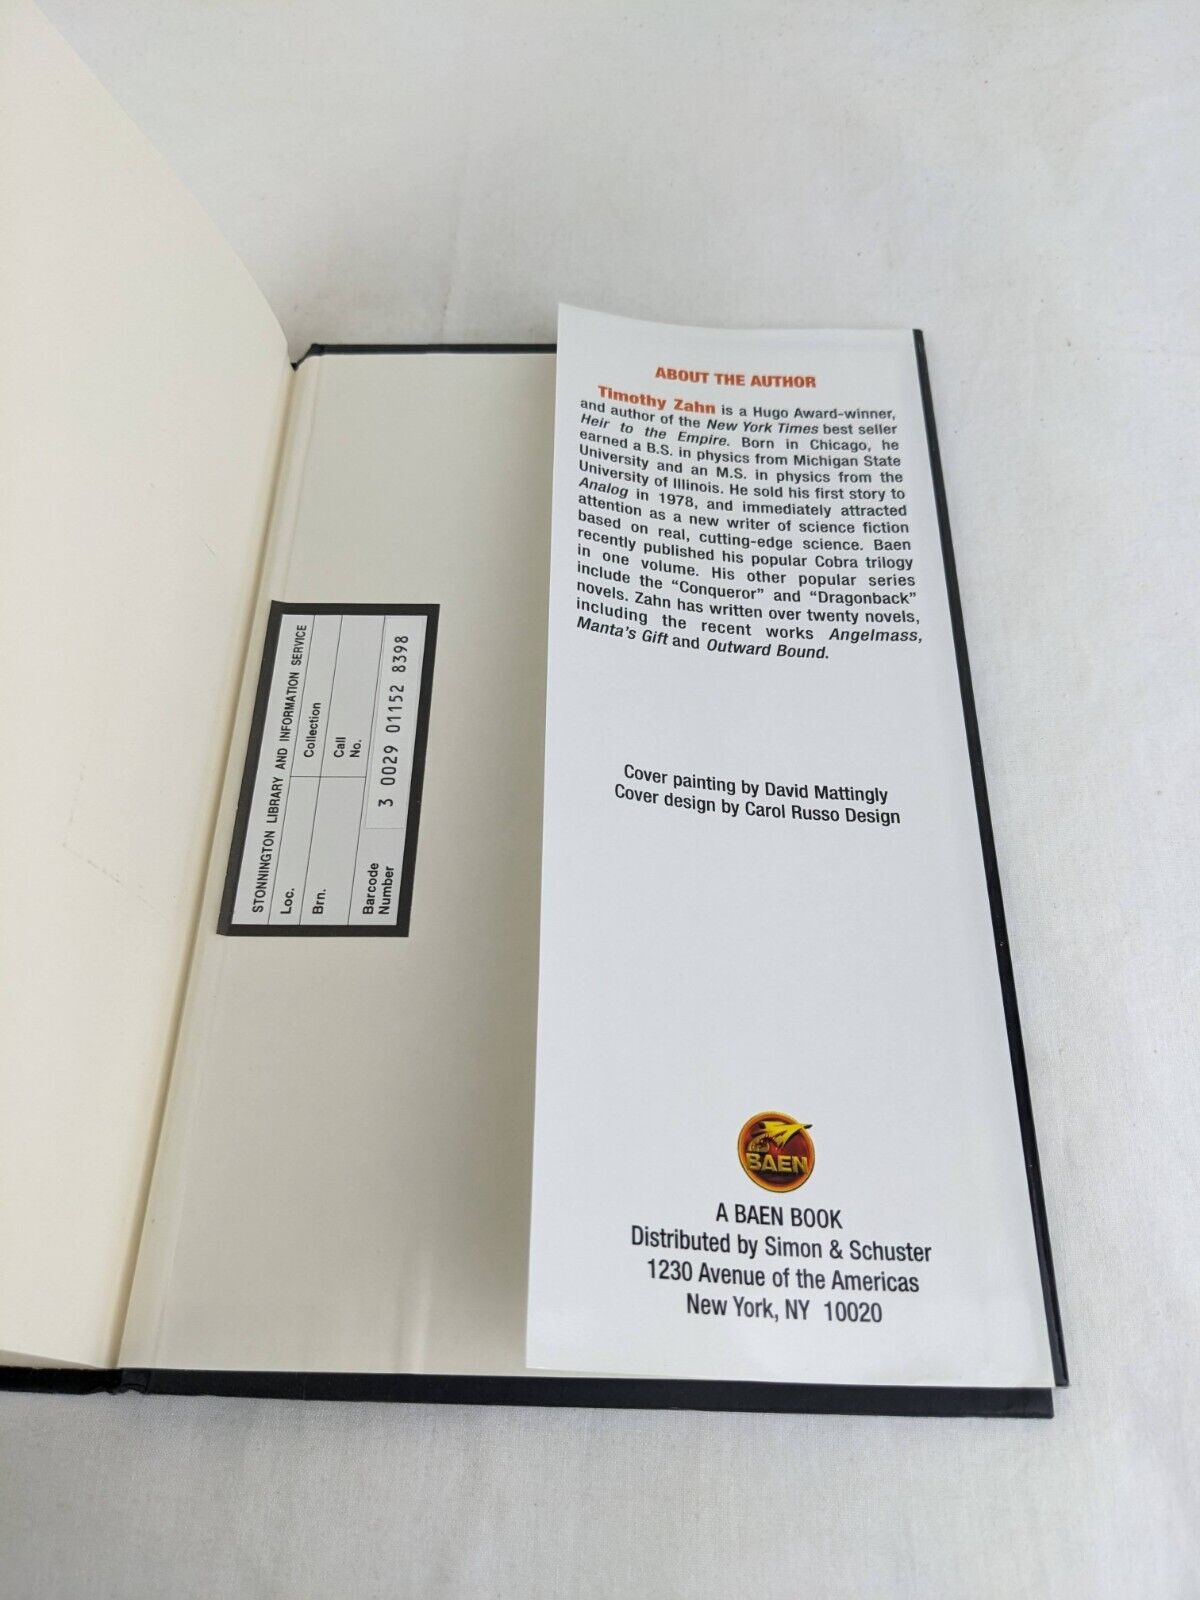 STONNINGTON LIBRARY AND INFORMATION SERVICE
Loc.
Collection
Brn.
Call
No.
Barcode
Number
3 0029 01152 8398
ABOUT THE AUTHOR
Timothy Zahn is a Hugo Award-winner,
and author of the New York Times best seller
Heir to the Empire. Born in Chicago, he
earned a B.S. in physics from Michigan State
University and an M.S. in physics from the
University of Illinois. He sold his first story to
Analog in 1978, and immediately attracted
attention as a new writer of science fiction
based on real, cutting-edge science. Baen
recently published his popular Cobra trilogy
in one volume. His other popular series
include the “Conqueror” and “Dragonback”
novels. Zahn has written over twenty novels,
including the recent works Angelmass,
Manta's Gift and Outward Bound.
Cover painting by David Mattingly
Cover design by Carol Russo Design
BAEN
A BAEN BOOK
Distributed by Simon & Schuster
1230 Avenue of the Americas
New York, NY 10020